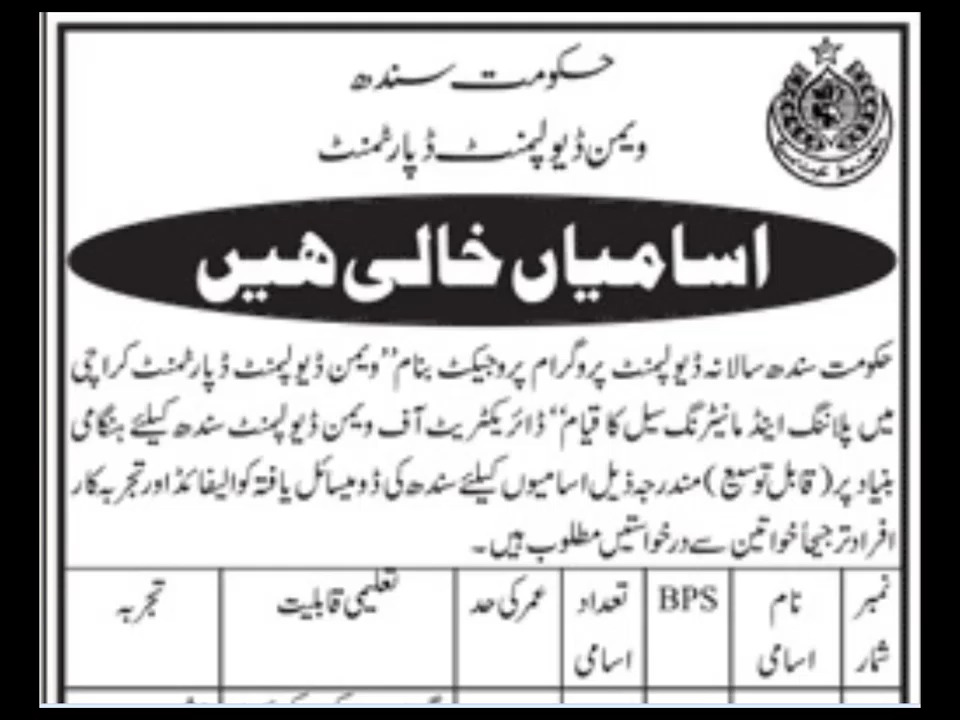 حکومت سندھ
ویمن ڈیولپمنٹ ڈپارٹمنٹ
اسامیاں خالی ھیں
حکومت سندھ سالانہ ڈیولپمنٹ پروگرام پروجیکٹ بنام ”ویمن ڈیولپمنٹ ڈپارٹمنٹ کراچی
میں پلاننگ اینڈ مانیٹرنگ سیل کا قیام“ ڈائریکٹریٹ آف ویمن ڈیولپمنٹ سندھ کیلئے ہنگامی
بنیاد پر (قابل توسیع) مندرجہ ذیل اسامیوں کیلئے سندھ کی ڈومیسائل یافتہ کوالیفائڈ اور تجربہ کار
افراد ترجیحاً خواتین سے درخواستیں مطلوب ہیں۔
نمبر شمار
نام اسامی
BPS
تعداد اسامی
عمر کی حد
تعلیمی قابلیت
تجربہ